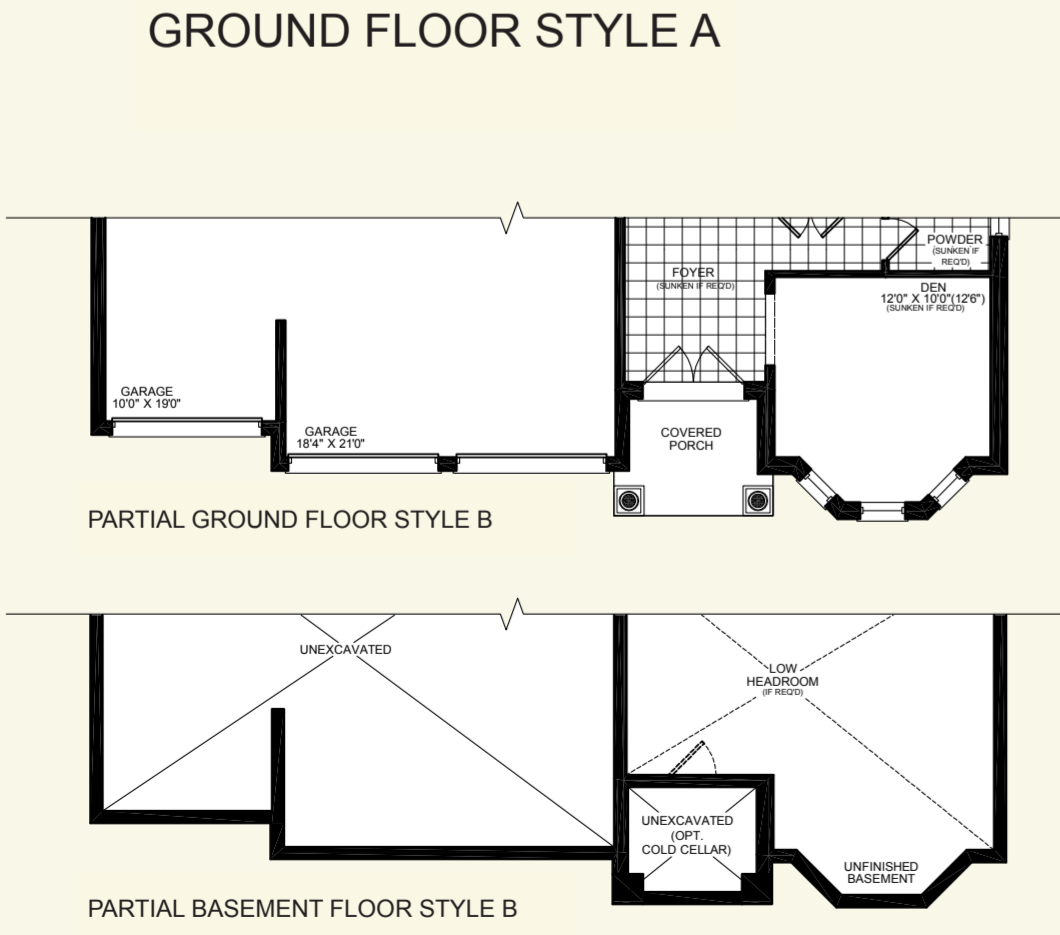 GROUND FLOOR STYLE A
POWDER
(SUNKEN IF
REQ'D)
FOYER
(SUNKEN IF REQ'D)
DEN
12'0" X 10'0"(12'6")
(SUNKEN IF REQ'D)
GARAGE
10'0" X 19'0"
GARAGE
18'4" X 21'0"
COVERED
PORCH
PARTIAL GROUND FLOOR STYLE B
UNEXCAVATED
LOW
HEADROOM
(IF REQ'D)
UNEXCAVATED
(OPT.
COLD CELLAR)
UNFINISHED
BASEMENT
PARTIAL BASEMENT FLOOR STYLE B